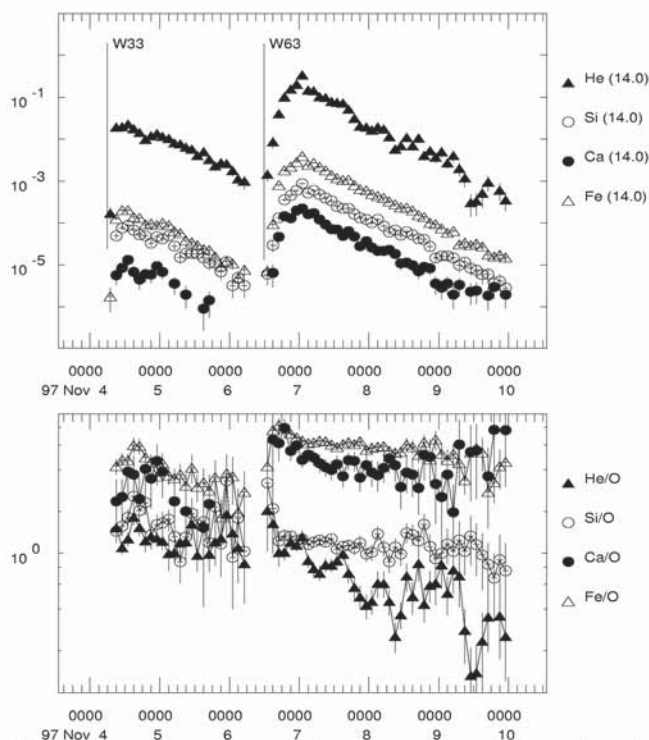 W33
W63
10^-1
10^-3
10^-5
He (14.0)
Si (14.0)
Ca (14.0)
Fe (14.0)
0000 0000 0000 0000 0000 0000 0000
97 Nov 4 5 6 7 8 9 10
10^0
He/O
Si/O
Ca/O
Fe/O
0000 0000 0000 0000 0000 0000 0000
97 Nov 4 5 6 7 8 9 10